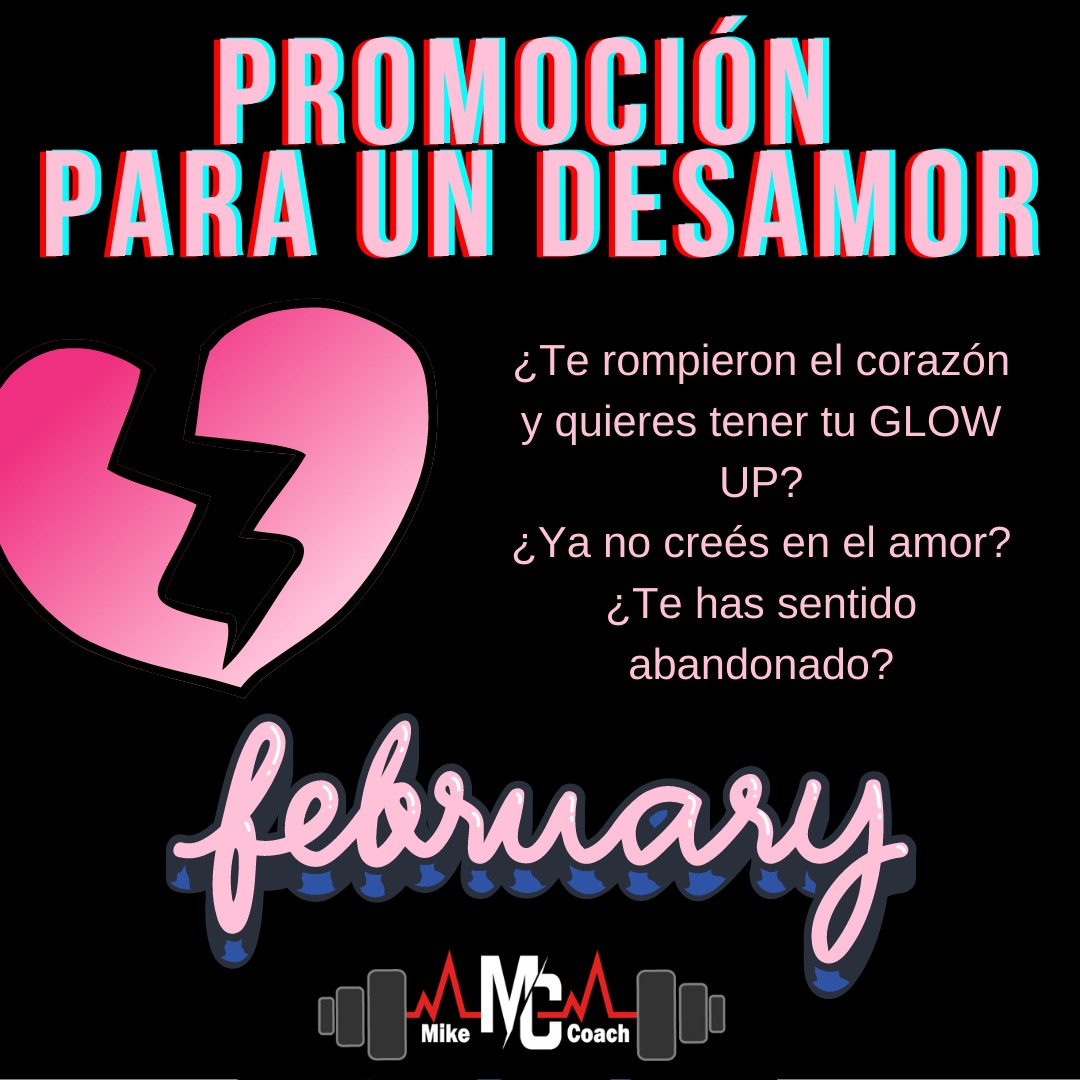 PROMOCIÓN
PARA UN DESAMOR
¿Te rompieron el corazón
y quieres tener tu GLOW
UP?
¿Ya no creés en el amor?
¿Te has sentido
abandonado?
february
MC
Mike Coach